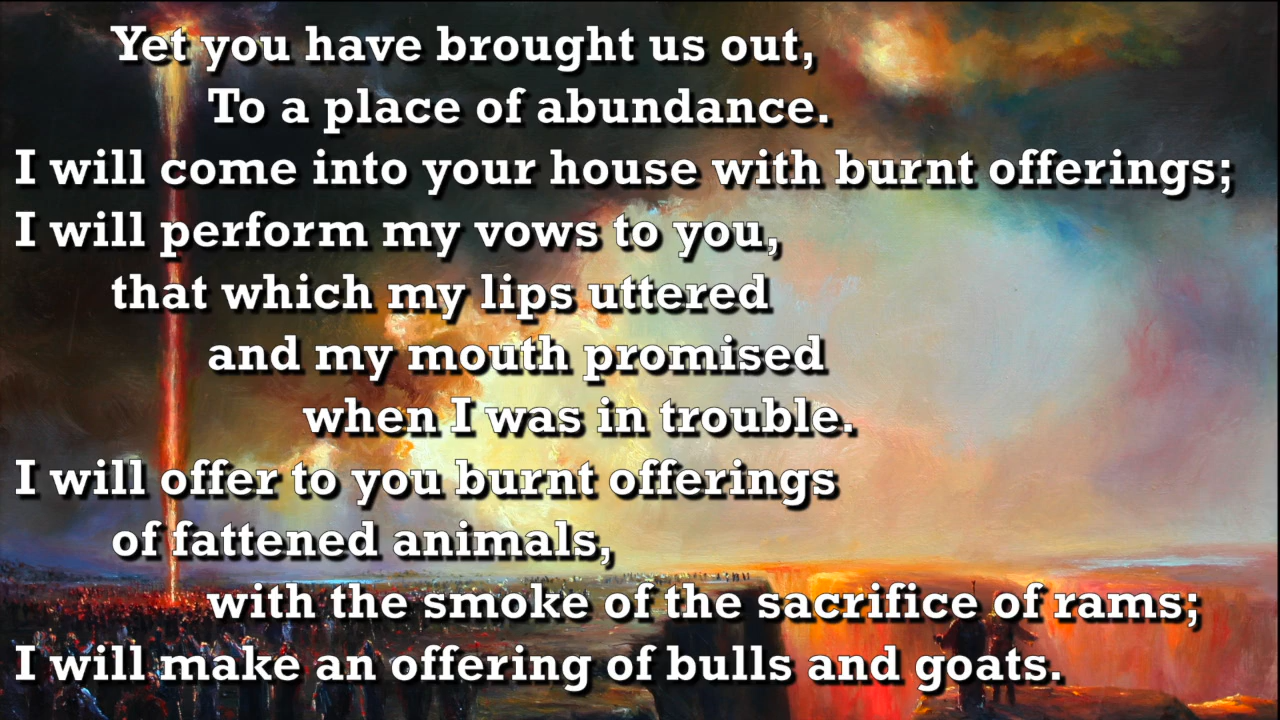 Yet you have brought us out,
To a place of abundance.
I will come into your house with burnt offerings;
I will perform my vows to you,
that which my lips uttered
and my mouth promised
when I was in trouble.
I will offer to you burnt offerings
of fattened animals,
with the smoke of the sacrifice of rams;
I will make an offering of bulls and goats.